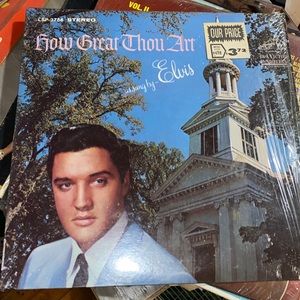 VOL. II
LSP-3758 STEREO
How Great Thou Art
as sung by Elvis
OUR PRICE
3.72